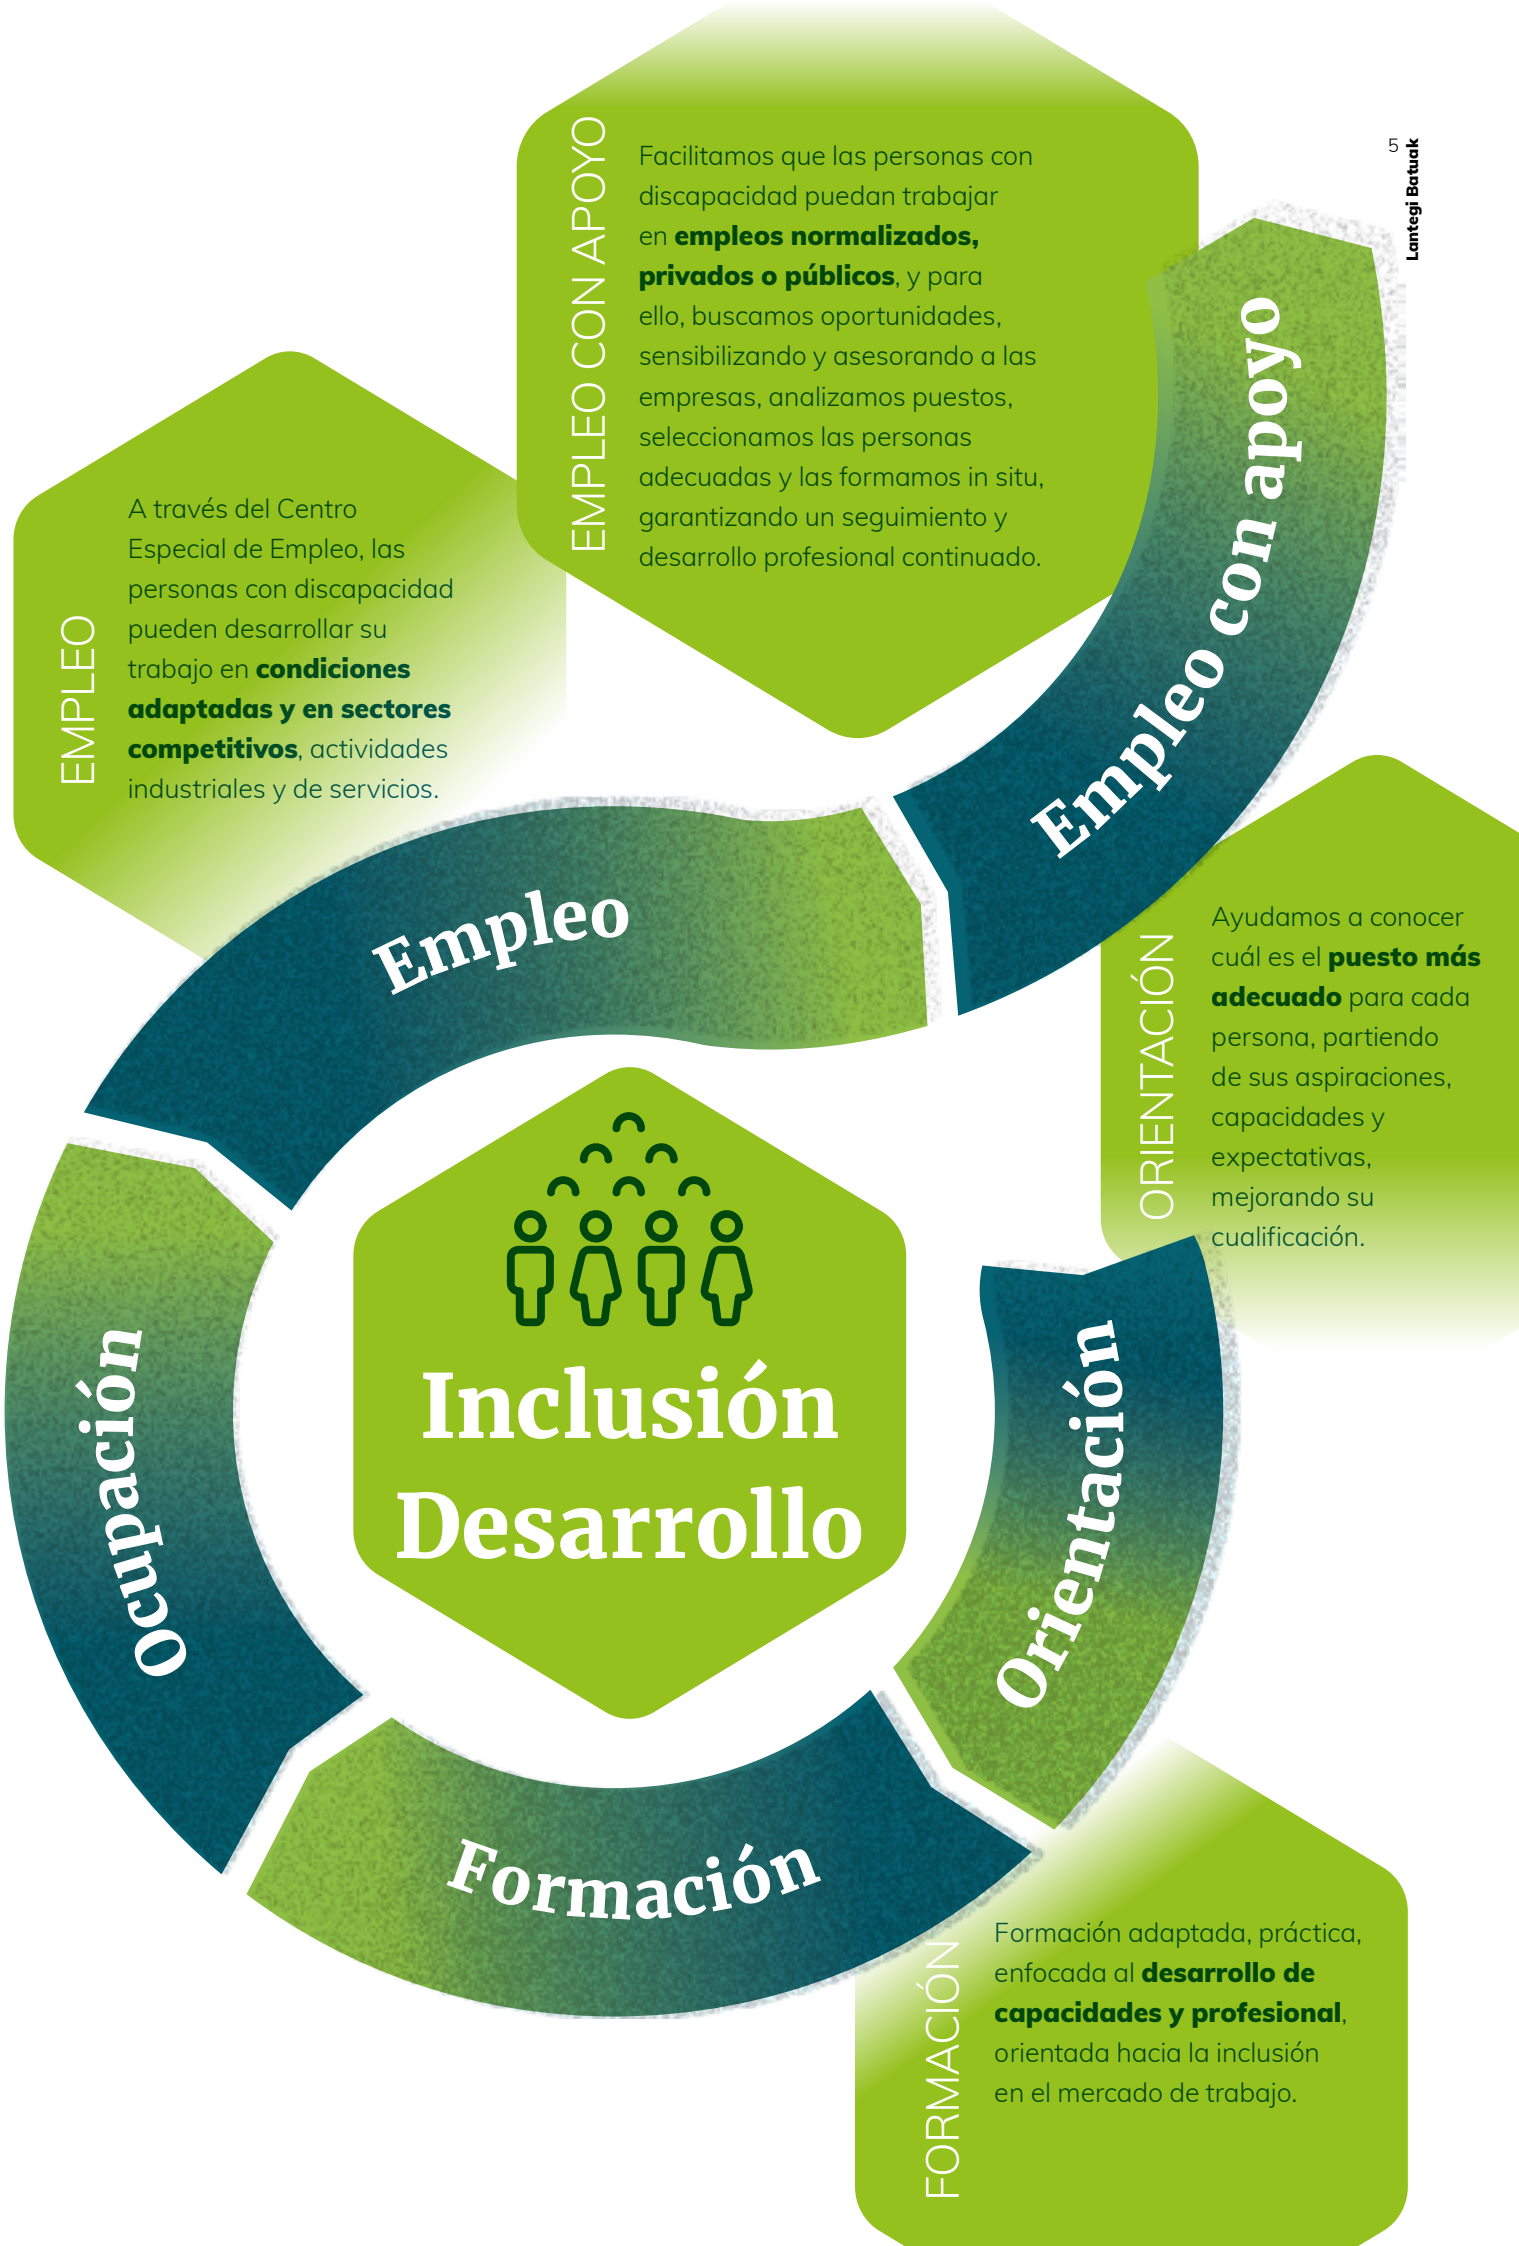 5
Lantegi Batuak
EMPLEO CON APOYO
Facilitamos que las personas con
discapacidad puedan trabajar
en empleos normalizados,
privados o públicos, y para
ello, buscamos oportunidades,
sensibilizando y asesorando a las
empresas, analizamos puestos,
seleccionamos las personas
adecuadas y las formamos in situ,
garantizando un seguimiento y
desarrollo profesional continuado.
Empleo con apoyo
EMPLEO
A través del Centro
Especial de Empleo, las
personas con discapacidad
pueden desarrollar su
trabajo en condiciones
adaptadas y en sectores
competitivos, actividades
industriales y de servicios.
Empleo
ORIENTACIÓN
Ayudamos a conocer
cuál es el puesto más
adecuado para cada
persona, partiendo
de sus aspiraciones,
capacidades y
expectativas,
mejorando su
cualificación.
Inclusión
Desarrollo
Ocupación
Orientación
Formación
FORMACIÓN
Formación adaptada, práctica,
enfocada al desarrollo de
capacidades y profesional,
orientada hacia la inclusión
en el mercado de trabajo.